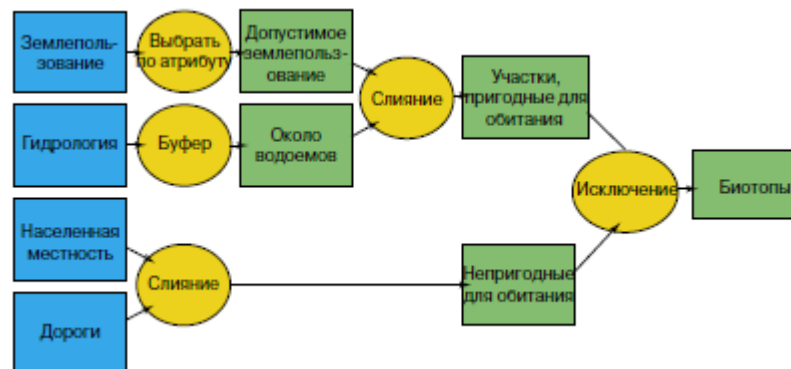 Землеполь-
зование
Выбрать
по атрибуту
Допустимое
землепользь-
ование
Слияние
Участки,
пригодные для
обитания
Гидрология
Буфер
Около
водоемов
Исключение
Биотопы
Населенная
местность
Слияние
Непригодные
для обитания
Дороги